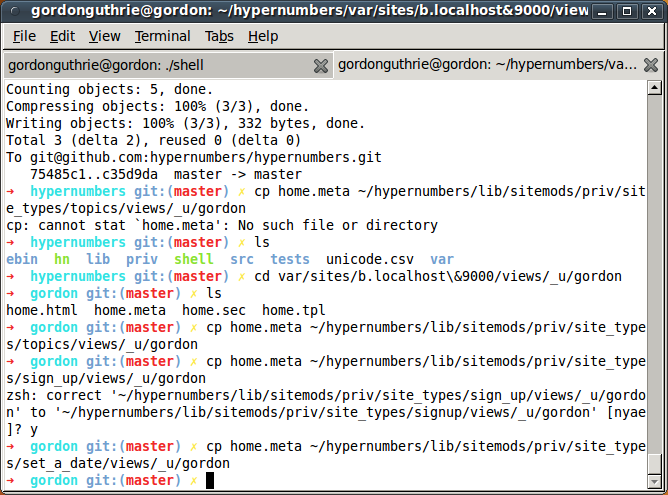 gordonguthrie@gordon: ~/hypernumbers/var/sites/b.localhost&9000/view
File Edit View Terminal Tabs Help
gordonguthrie@gordon: ./shell
gordonguthrie@gordon: ~/hypernumbers/va...
Counting objects: 5, done.
Compressing objects: 100% (3/3), done.
Writing objects: 100% (3/3), 332 bytes, done.
Total 3 (delta 2), reused 0 (delta 0)
To git@github.com:hypernumbers/hypernumbers.git
   75485c1..c35d9da  master -> master
➜  hypernumbers git:(master) ✗ cp home.meta ~/hypernumbers/lib/sitemods/priv/sit
e_types/topics/views/_u/gordon
cp: cannot stat `home.meta': No such file or directory
➜  hypernumbers git:(master) ✗ ls
ebin  hn  lib  priv  shell  src  tests  unicode.csv  var
➜  hypernumbers git:(master) ✗ cd var/sites/b.localhost\&9000/views/_u/gordon
➜  gordon git:(master) ✗ ls
home.html  home.meta  home.sec  home.tpl
➜  gordon git:(master) ✗ cp home.meta ~/hypernumbers/lib/sitemods/priv/site_type
s/topics/views/_u/gordon
➜  gordon git:(master) ✗ cp home.meta ~/hypernumbers/lib/sitemods/priv/site_type
s/sign_up/views/_u/gordon
zsh: correct '~/hypernumbers/lib/sitemods/priv/site_types/sign_up/views/_u/gordo
n' to '~/hypernumbers/lib/sitemods/priv/site_types/signup/views/_u/gordon' [nyae
]? y
➜  gordon git:(master) ✗ cp home.meta ~/hypernumbers/lib/sitemods/priv/site_type
s/set_a_date/views/_u/gordon
➜  gordon git:(master) ✗